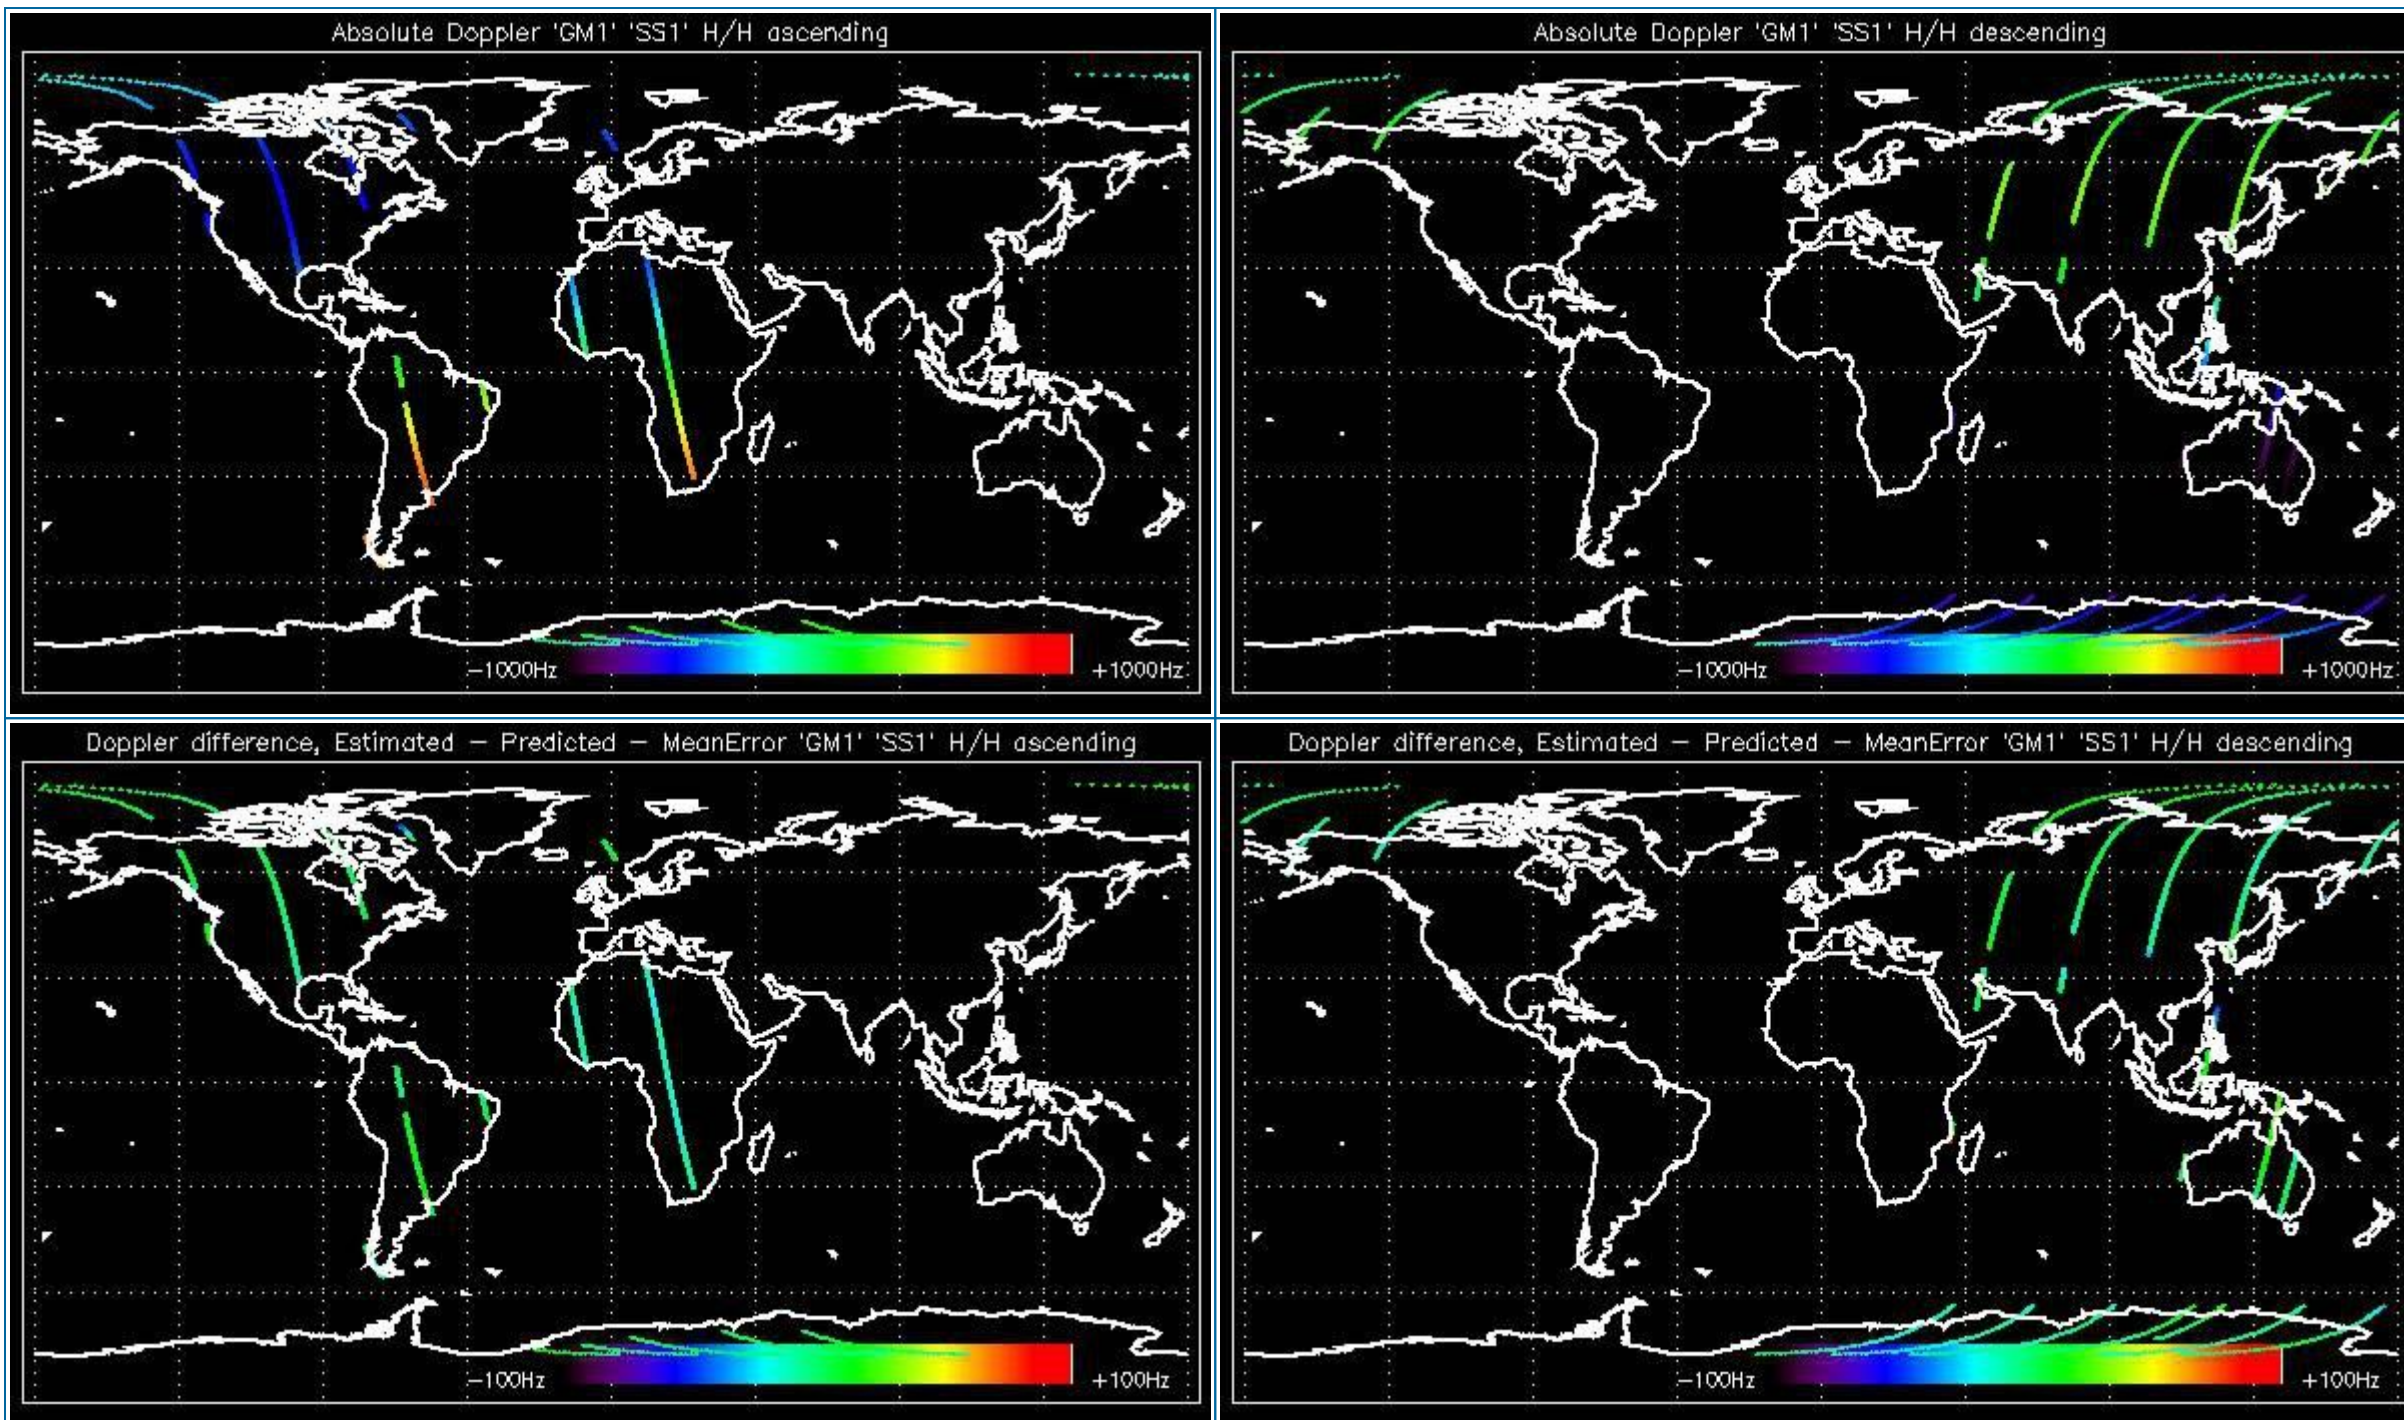 Absolute Doppler 'GM1' 'SS1' H/H ascending
-1000Hz +1000Hz
Absolute Doppler 'GM1' 'SS1' H/H descending
-1000Hz +1000Hz
Doppler difference, Estimated - Predicted - MeanError 'GM1' 'SS1' H/H ascending
-100Hz +100Hz
Doppler difference, Estimated - Predicted - MeanError 'GM1' 'SS1' H/H descending
-100Hz +100Hz